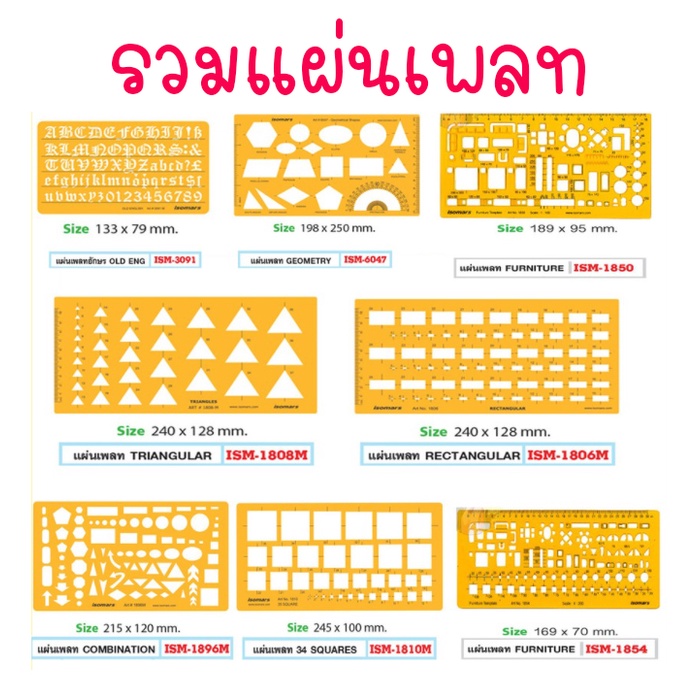 รวมแผ่นเพลท
ABCDEFGHIJ!k
KLMNOPQRS:&
&TUVWXYZabcd?£
efghijklmnopqrs!$
uvwxyz0123456789
isomars
isomars
Size 133 x 79 mm.
Size 198 x 250 mm.
Size 189 x 95 mm.
แผ่นเพลทอักษร OLD ENG ISM-3091
แผ่นเพลท GEOMETRY ISM-6047
แผ่นเพลท FURNITURE ISM-1850
TRIANGLES
isomars
isomars
RECTANGULAR
Size 240 x 128 mm.
Size 240 x 128 mm.
แผ่นเพลท TRIANGULAR ISM-1808M
แผ่นเพลท RECTANGULAR ISM-1806M
isomars
isomars
Size 215 x 120 mm.
Size 245 x 100 mm.
Size 169 x 70 mm.
แผ่นเพลท COMBINATION ISM-1896M
แผ่นเพลท 34 SQUARES ISM-1810M
แผ่นเพลท FURNITURE ISM-1854